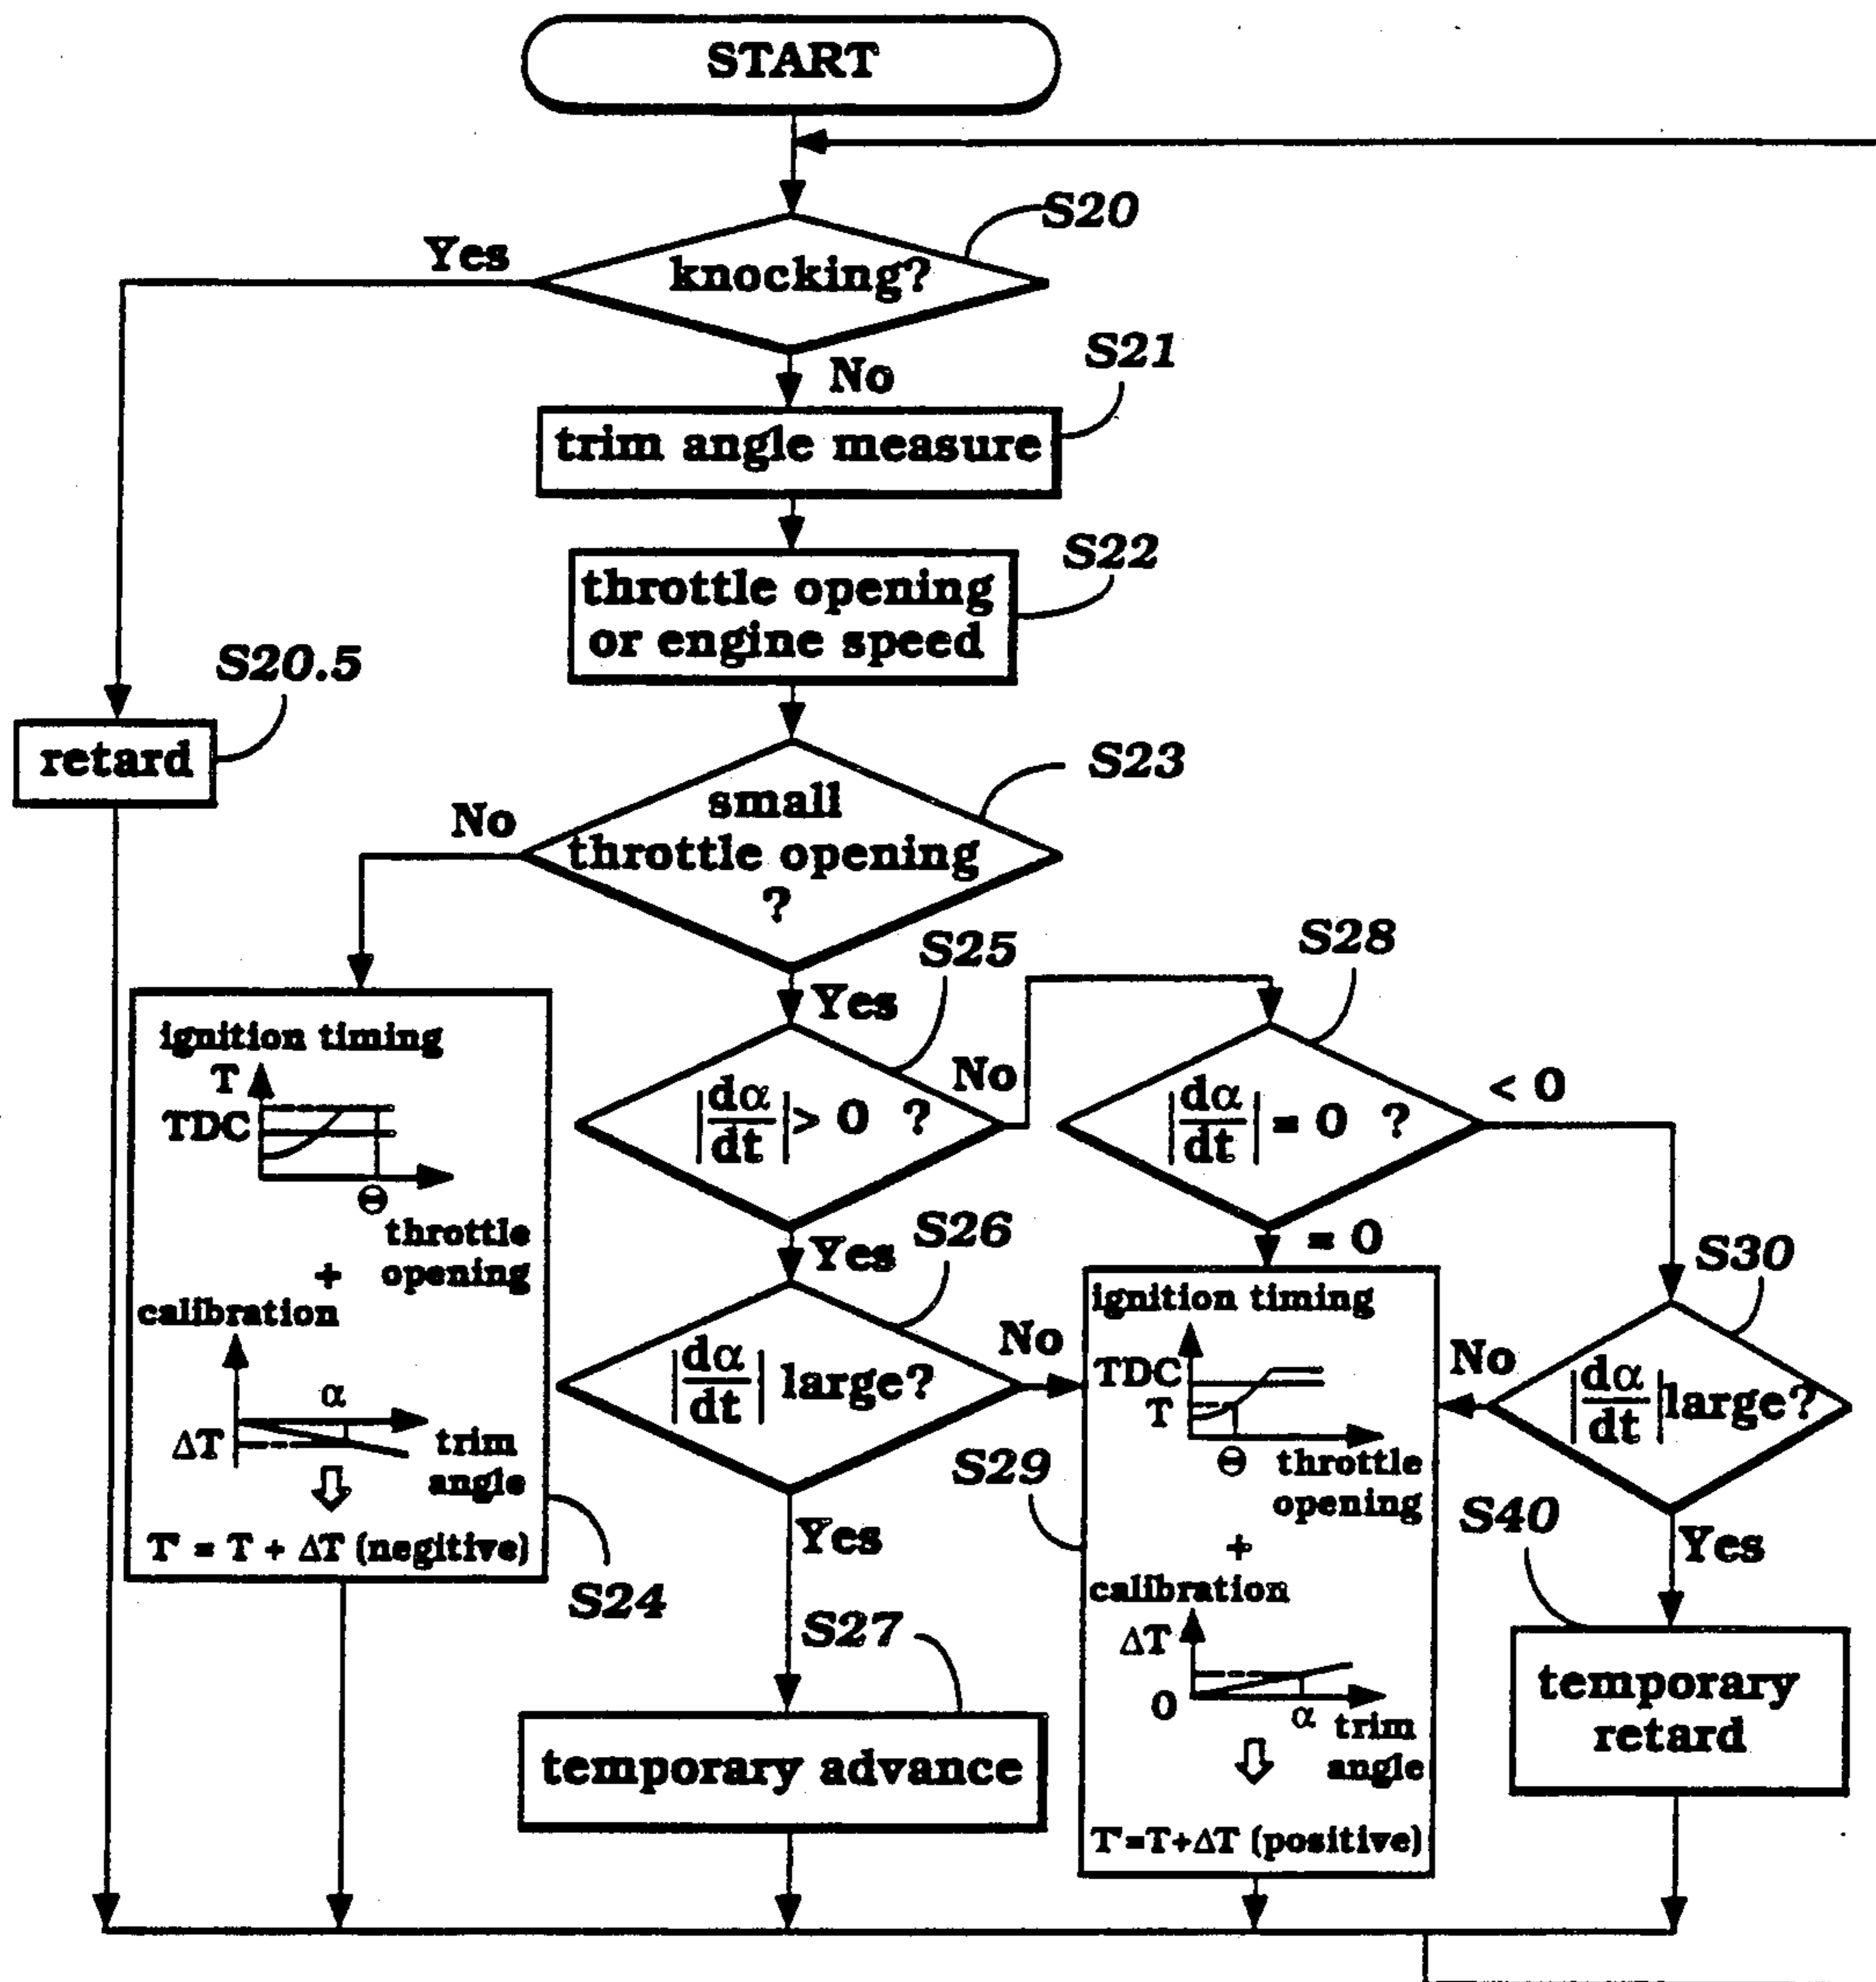 START
S20
Yes
knocking?
S21
No
trim angle measure
S22
throttle opening
or engine speed
S20.5
retard
S23
small
throttle opening
?
No
S25
S28
Yes
ignition timing
T
TDC
Θ
throttle
opening
+
calibration
α
ΔT
trim
angle
T' = T + ΔT (negitive)
S24
|dα/dt| > 0 ?
No
|dα/dt| = 0 ?
< 0
Yes
S26
= 0
S30
|dα/dt| large?
No
ignition timing
TDC
T
Θ
throttle
opening
+
calibration
ΔT
0
α
trim
angle
T'=T+ΔT (positive)
S29
No
|dα/dt| large?
Yes
S27
temporary advance
S40
Yes
temporary
retard